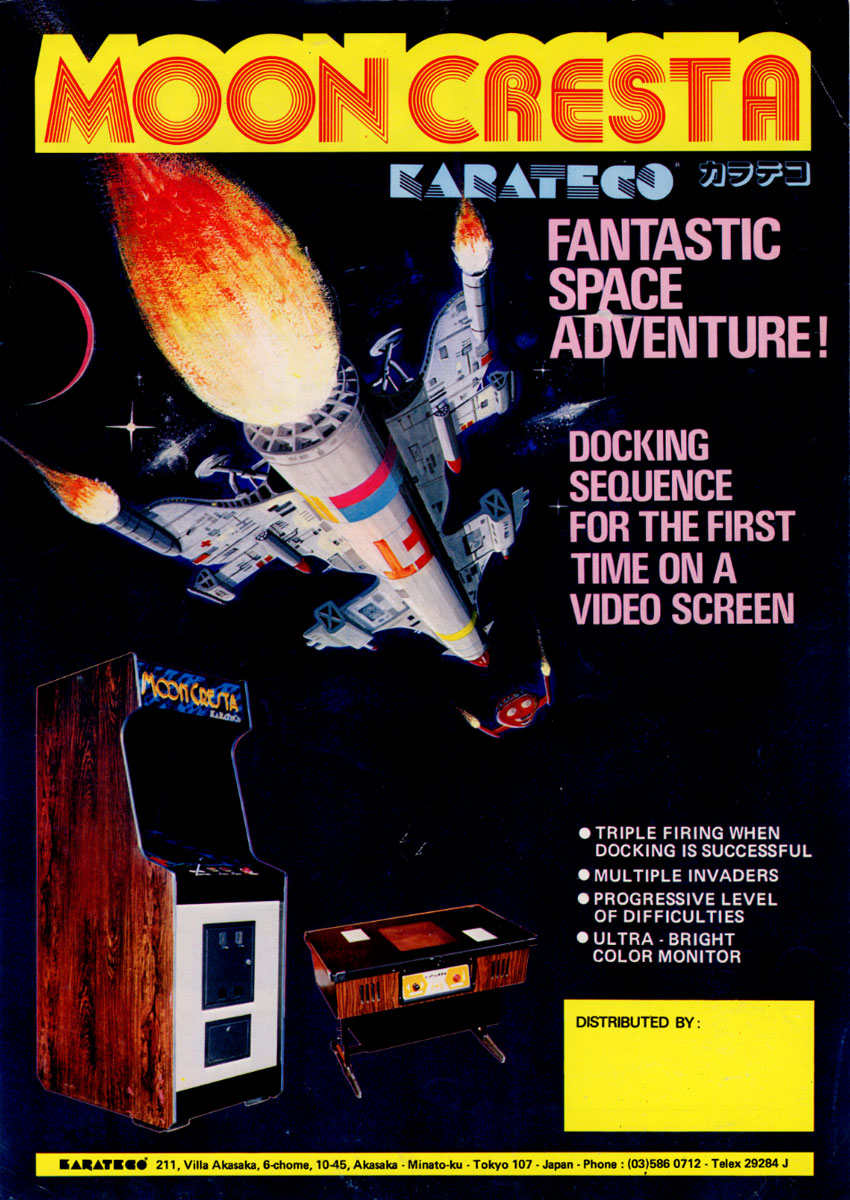 MOON CRESTA
KARATECO カラテコ
FANTASTIC
SPACE
ADVENTURE!
DOCKING
SEQUENCE
FOR THE FIRST
TIME ON A
VIDEO SCREEN
MOON CRESTA
KARATECO
● TRIPLE FIRING WHEN
DOCKING IS SUCCESSFUL
● MULTIPLE INVADERS
● PROGRESSIVE LEVEL
OF DIFFICULTIES
● ULTRA - BRIGHT
COLOR MONITOR
DISTRIBUTED BY :
KARATECO 211, Villa Akasaka, 6-chome, 10-45, Akasaka - Minato-ku - Tokyo 107 - Japan - Phone : (03)586 0712 - Telex 29284 J